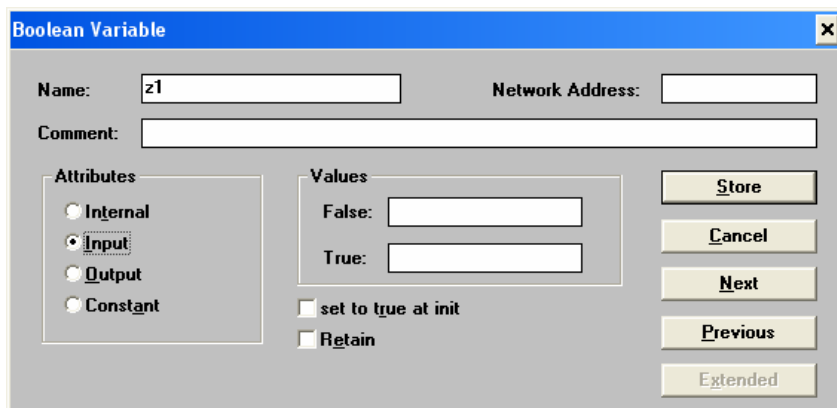 Boolean Variable
Name: z1 Network Address:
Comment:
Attributes
Internal
Input
Output
Constant
Values
False:
True:
set to true at init
Retain
Store
Cancel
Next
Previous
Extended